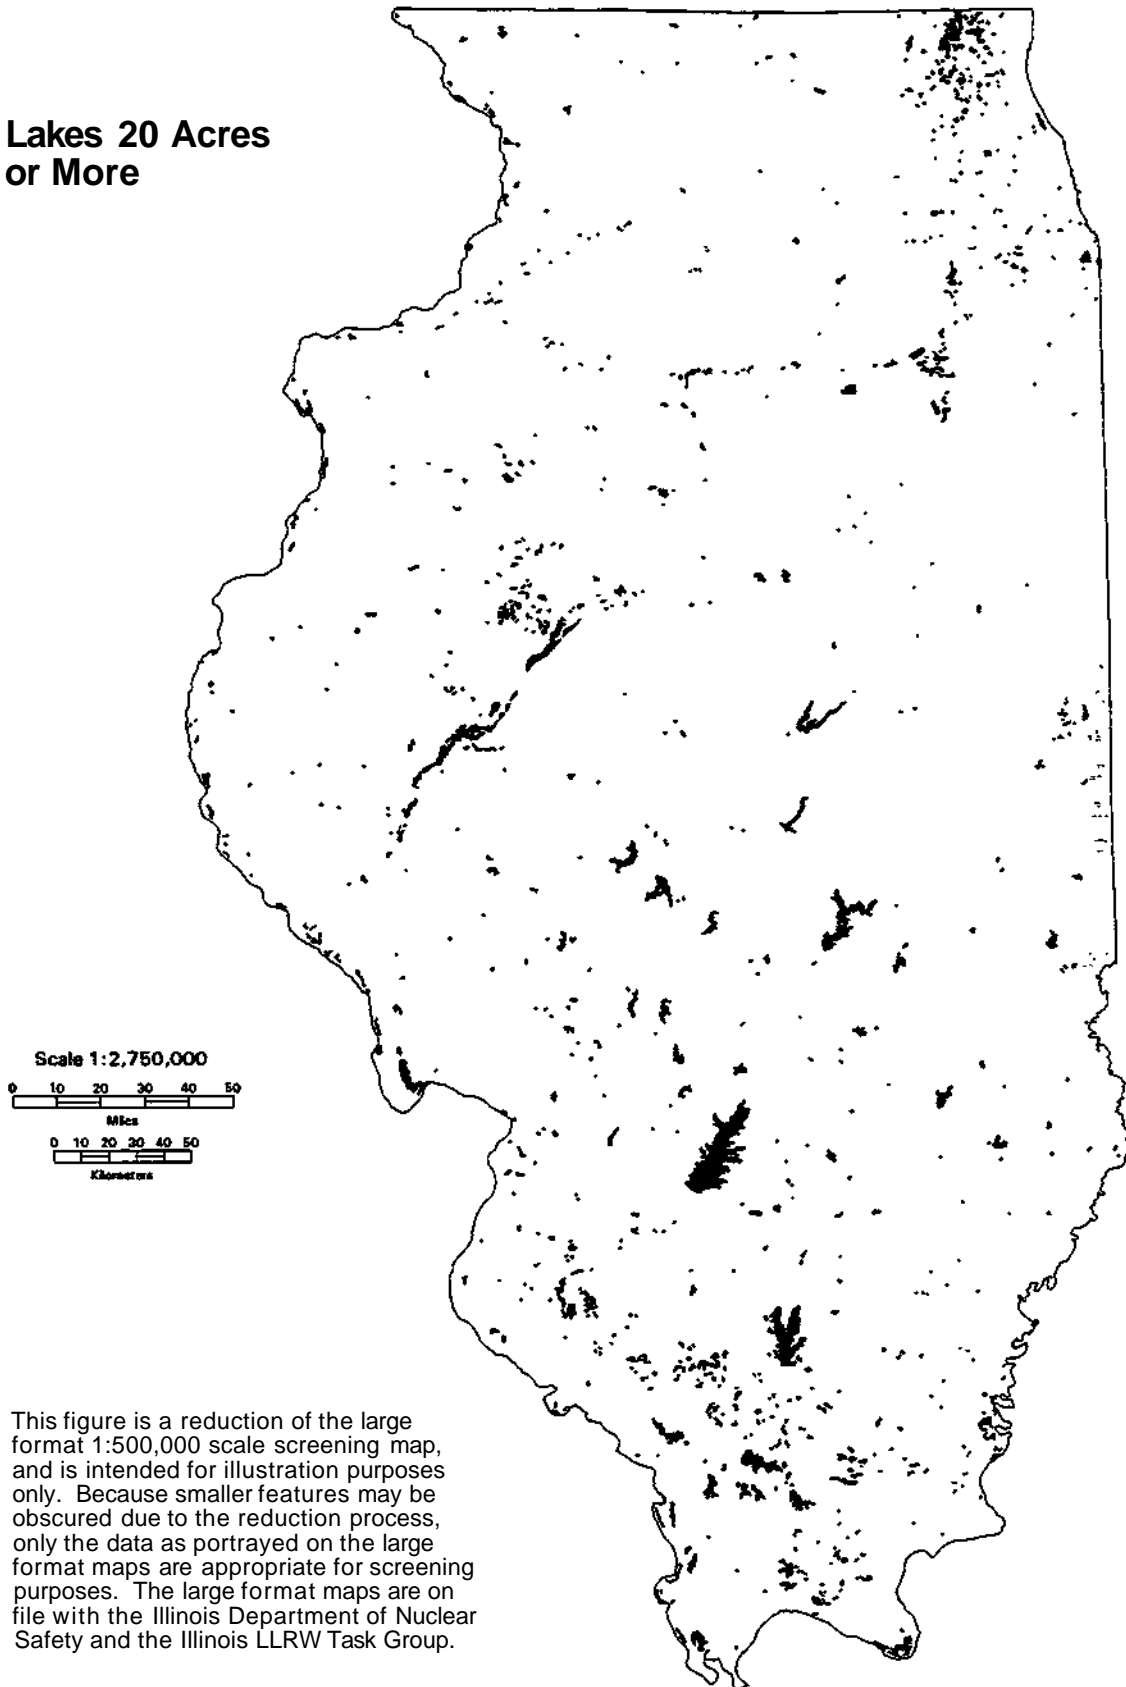 Lakes 20 Acres
or More
Scale 1:2,750,000
0 10 20 30 40 50
Miles
0 10 20 30 40 50
Kilometers
This figure is a reduction of the large
format 1:500,000 scale screening map,
and is intended for illustration purposes
only. Because smaller features may be
obscured due to the reduction process,
only the data as portrayed on the large
format maps are appropriate for screening
purposes. The large format maps are on
file with the Illinois Department of Nuclear
Safety and the Illinois LLRW Task Group.